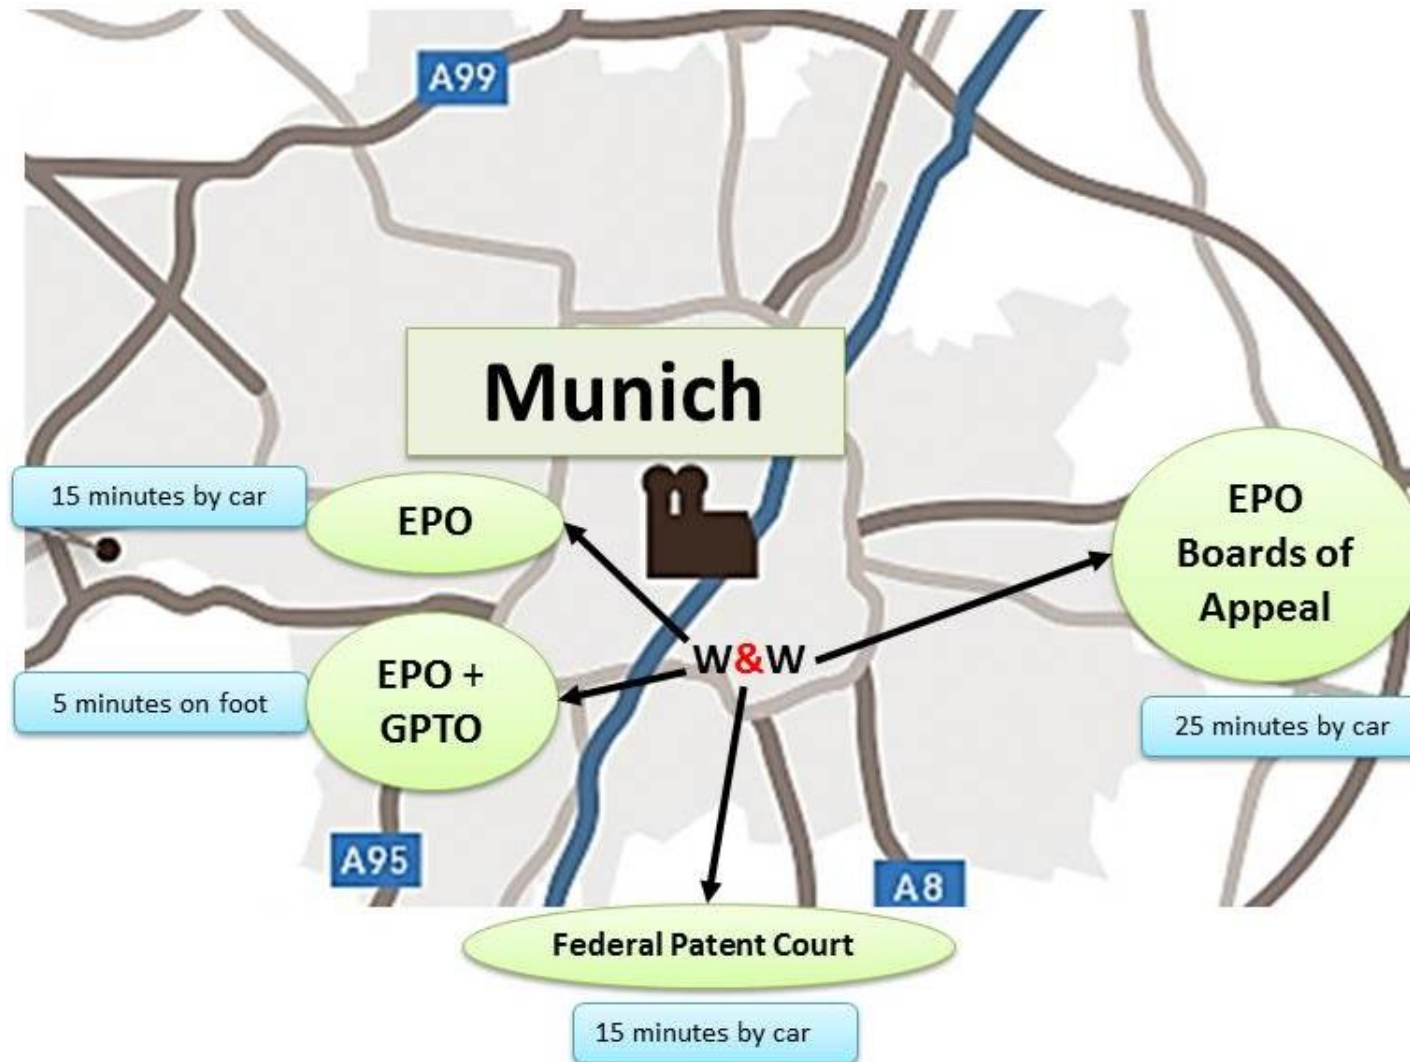 A99
Munich
15 minutes by car
EPO
EPO
Boards of
Appeal
W&W
EPO +
GPTO
5 minutes on foot
25 minutes by car
A95
A8
Federal Patent Court
15 minutes by car